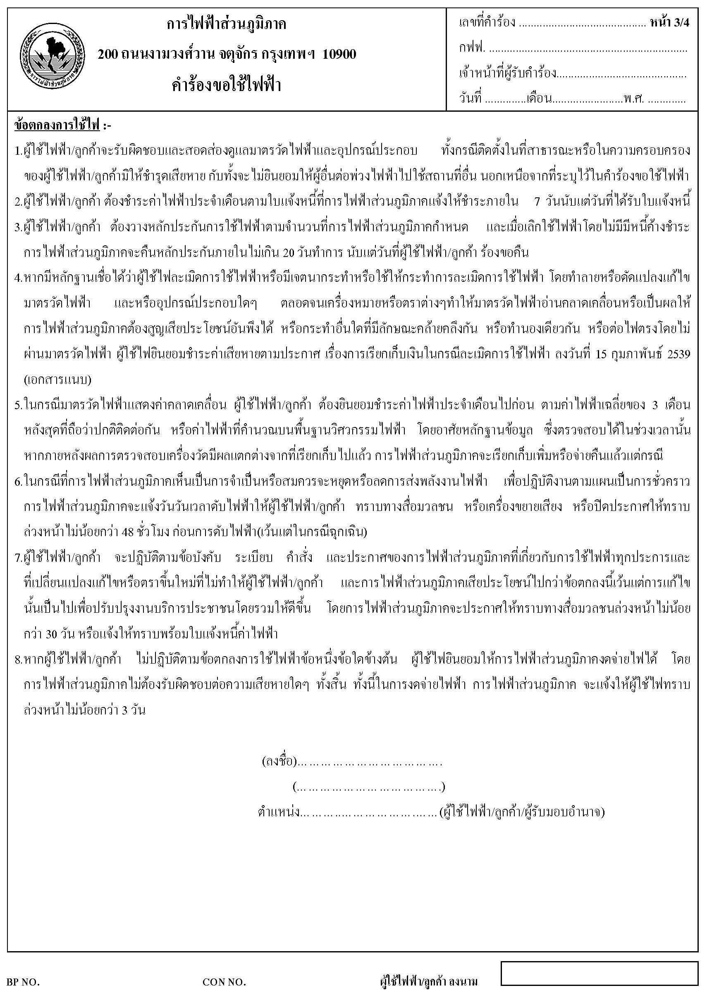 การไฟฟ้าส่วนภูมิภาค
200 ถนนงามวงศ์วาน จตุจักร กรุงเทพฯ 10900
คำร้องขอใช้ไฟฟ้า
การไฟฟ้าส่วนภูมิภาค
เลขที่คำร้อง ........................................... หน้า 3/4
กฟฟ. ...................................................................
เจ้าหน้าที่ผู้รับคำร้อง............................................
วันที่ ..............เดือน........................พ.ศ. .............
ข้อตกลงการใช้ไฟ :-
1.ผู้ใช้ไฟฟ้า/ลูกค้าจะรับผิดชอบและสอดส่องดูแลมาตรวัดไฟฟ้าและอุปกรณ์ประกอบ ทั้งกรณีติดตั้งในที่สาธารณะหรือในความครอบครอง
ของผู้ใช้ไฟฟ้า/ลูกค้ามิให้ชำรุดเสียหาย กับทั้งจะไม่ยินยอมให้ผู้อื่นต่อพ่วงไฟฟ้าไปใช้สถานที่อื่น นอกเหนือจากที่ระบุไว้ในคำร้องขอใช้ไฟฟ้า
2.ผู้ใช้ไฟฟ้า/ลูกค้า ต้องชำระค่าไฟฟ้าประจำเดือนตามใบแจ้งหนี้ที่การไฟฟ้าส่วนภูมิภาคแจ้งให้ชำระภายใน 7 วันนับแต่วันที่ได้รับใบแจ้งหนี้
3.ผู้ใช้ไฟฟ้า/ลูกค้า ต้องวางหลักประกันการใช้ไฟฟ้าตามจำนวนที่การไฟฟ้าส่วนภูมิภาคกำหนด และเมื่อเลิกใช้ไฟฟ้าโดยไม่มีมีหนี้ค้างชำระ
การไฟฟ้าส่วนภูมิภาคจะคืนหลักประกันภายในไม่เกิน 20 วันทำการ นับแต่วันที่ผู้ใช้ไฟฟ้า/ลูกค้า ร้องขอคืน
4.หากมีหลักฐานเชื่อได้ว่าผู้ใช้ไฟละเมิดการใช้ไฟฟ้าหรือมีเจตนากระทำหรือใช้ให้กระทำการละเมิดการใช้ไฟฟ้า โดยทำลายหรือดัดแปลงแก้ไข
มาตรวัดไฟฟ้า และหรืออุปกรณ์ประกอบใดๆ ตลอดจนเครื่องหมายหรือตราต่างๆทำให้มาตรวัดไฟฟ้าอ่านคลาดเคลื่อนหรือเป็นผลให้
การไฟฟ้าส่วนภูมิภาคต้องสูญเสียประโยชน์อันพึงได้ หรือกระทำอื่นใดที่มีลักษณะคล้ายคลึงกัน หรือทำนองเดียวกัน หรือต่อไฟตรงโดยไม่
ผ่านมาตรวัดไฟฟ้า ผู้ใช้ไฟยินยอมชำระค่าเสียหายตามประกาศ เรื่องการเรียกเก็บเงินในกรณีละเมิดการใช้ไฟฟ้า ลงวันที่ 15 กุมภาพันธ์ 2539
(เอกสารแนบ)
5.ในกรณีมาตรวัดไฟฟ้าแสดงค่าคลาดเคลื่อน ผู้ใช้ไฟฟ้า/ลูกค้า ต้องยินยอมชำระค่าไฟฟ้าประจำเดือนไปก่อน ตามค่าไฟฟ้าเฉลี่ยของ 3 เดือน
หลังสุดที่ถือว่าปกติติดต่อกัน หรือค่าไฟฟ้าที่คำนวณบนพื้นฐานวิศวกรรมไฟฟ้า โดยอาศัยหลักฐานข้อมูล ซึ่งตรวจสอบได้ในช่วงเวลานั้น
หากภายหลังผลการตรวจสอบเครื่องวัดมีผลแตกต่างจากที่เรียกเก็บไปแล้ว การไฟฟ้าส่วนภูมิภาคจะเรียกเก็บเพิ่มหรือจ่ายคืนแล้วแต่กรณี
6.ในกรณีที่การไฟฟ้าส่วนภูมิภาคเห็นเป็นการจำเป็นหรือสมควรจะหยุดหรือลดการส่งพลังงานไฟฟ้า เพื่อปฏิบัติงานตามแผนเป็นการชั่วคราว
การไฟฟ้าส่วนภูมิภาคจะแจ้งวันวันเวลาดับไฟฟ้าให้ผู้ใช้ไฟฟ้า/ลูกค้า ทราบทางสื่อมวลชน หรือเครื่องขยายเสียง หรือปิดประกาศให้ทราบ
ล่วงหน้าไม่น้อยกว่า 48 ชั่วโมง ก่อนการดับไฟฟ้า(เว้นแต่ในกรณีฉุกเฉิน)
7.ผู้ใช้ไฟฟ้า/ลูกค้า จะปฏิบัติตามข้อบังคับ ระเบียบ คำสั่ง และประกาศของการไฟฟ้าส่วนภูมิภาคที่เกี่ยวกับการใช้ไฟฟ้าทุกประการและ
ที่เปลี่ยนแปลงแก้ไขหรือตราขึ้นใหม่ที่ไม่ทำให้ผู้ใช้ไฟฟ้า/ลูกค้า และการไฟฟ้าส่วนภูมิภาคเสียประโยชน์ไปกว่าข้อตกลงนี้เว้นแต่การแก้ไข
นั้นเป็นไปเพื่อปรับปรุงงานบริการประชาชนโดยรวมให้ดีขึ้น โดยการไฟฟ้าส่วนภูมิภาคจะประกาศให้ทราบทางสื่อมวลชนล่วงหน้าไม่น้อย
กว่า 30 วัน หรือแจ้งให้ทราบพร้อมใบแจ้งหนี้ค่าไฟฟ้า
8.หากผู้ใช้ไฟฟ้า/ลูกค้า ไม่ปฏิบัติตามข้อตกลงการใช้ไฟฟ้าข้อหนึ่งข้อใดข้างต้น ผู้ใช้ไฟยินยอมให้การไฟฟ้าส่วนภูมิภาคงดจ่ายไฟได้ โดย
การไฟฟ้าส่วนภูมิภาคไม่ต้องรับผิดชอบต่อความเสียหายใดๆ ทั้งสิ้น ทั้งนี้ในการงดจ่ายไฟฟ้า การไฟฟ้าส่วนภูมิภาค จะแจ้งให้ผู้ใช้ไฟทราบ
ล่วงหน้าไม่น้อยกว่า 3 วัน
(ลงชื่อ)……………………………….
(……………………………….)
ตำแหน่ง………………………………(ผู้ใช้ไฟฟ้า/ลูกค้า/ผู้รับมอบอำนาจ)
BP NO. CON NO. ผู้ใช้ไฟฟ้า/ลูกค้า ลงนาม